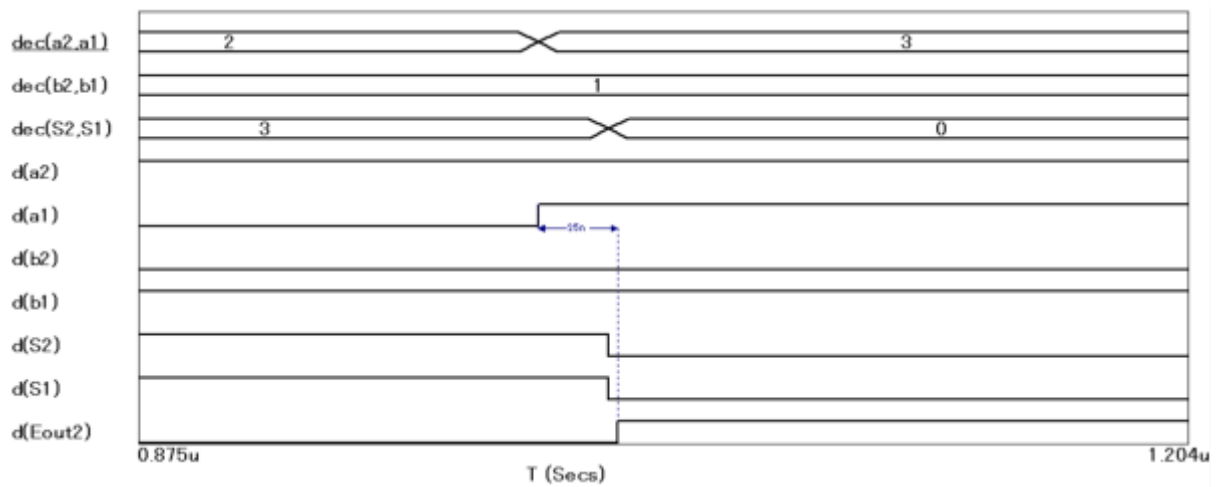 dec(a2,a1)
2
3
dec(b2,b1)
1
dec(S2,S1)
3
0
d(a2)
d(a1)
d(b2)
d(b1)
d(S2)
d(S1)
d(Eout2)
0.875u
1.204u
T (Secs)